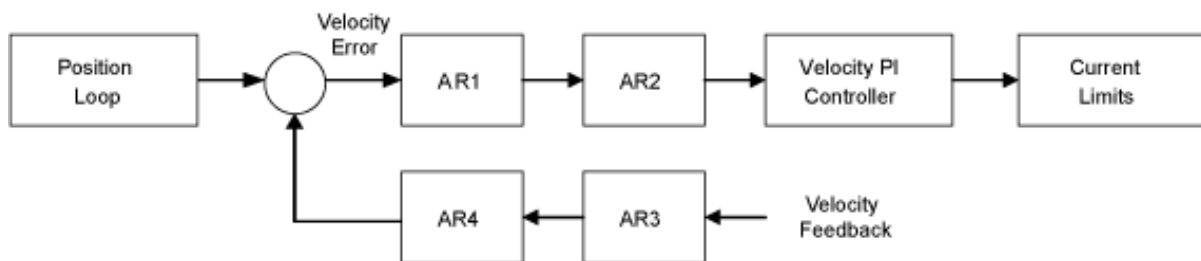 Velocity
Error
Position
Loop
AR1
AR2
Velocity PI
Controller
Current
Limits
AR4
AR3
Velocity
Feedback